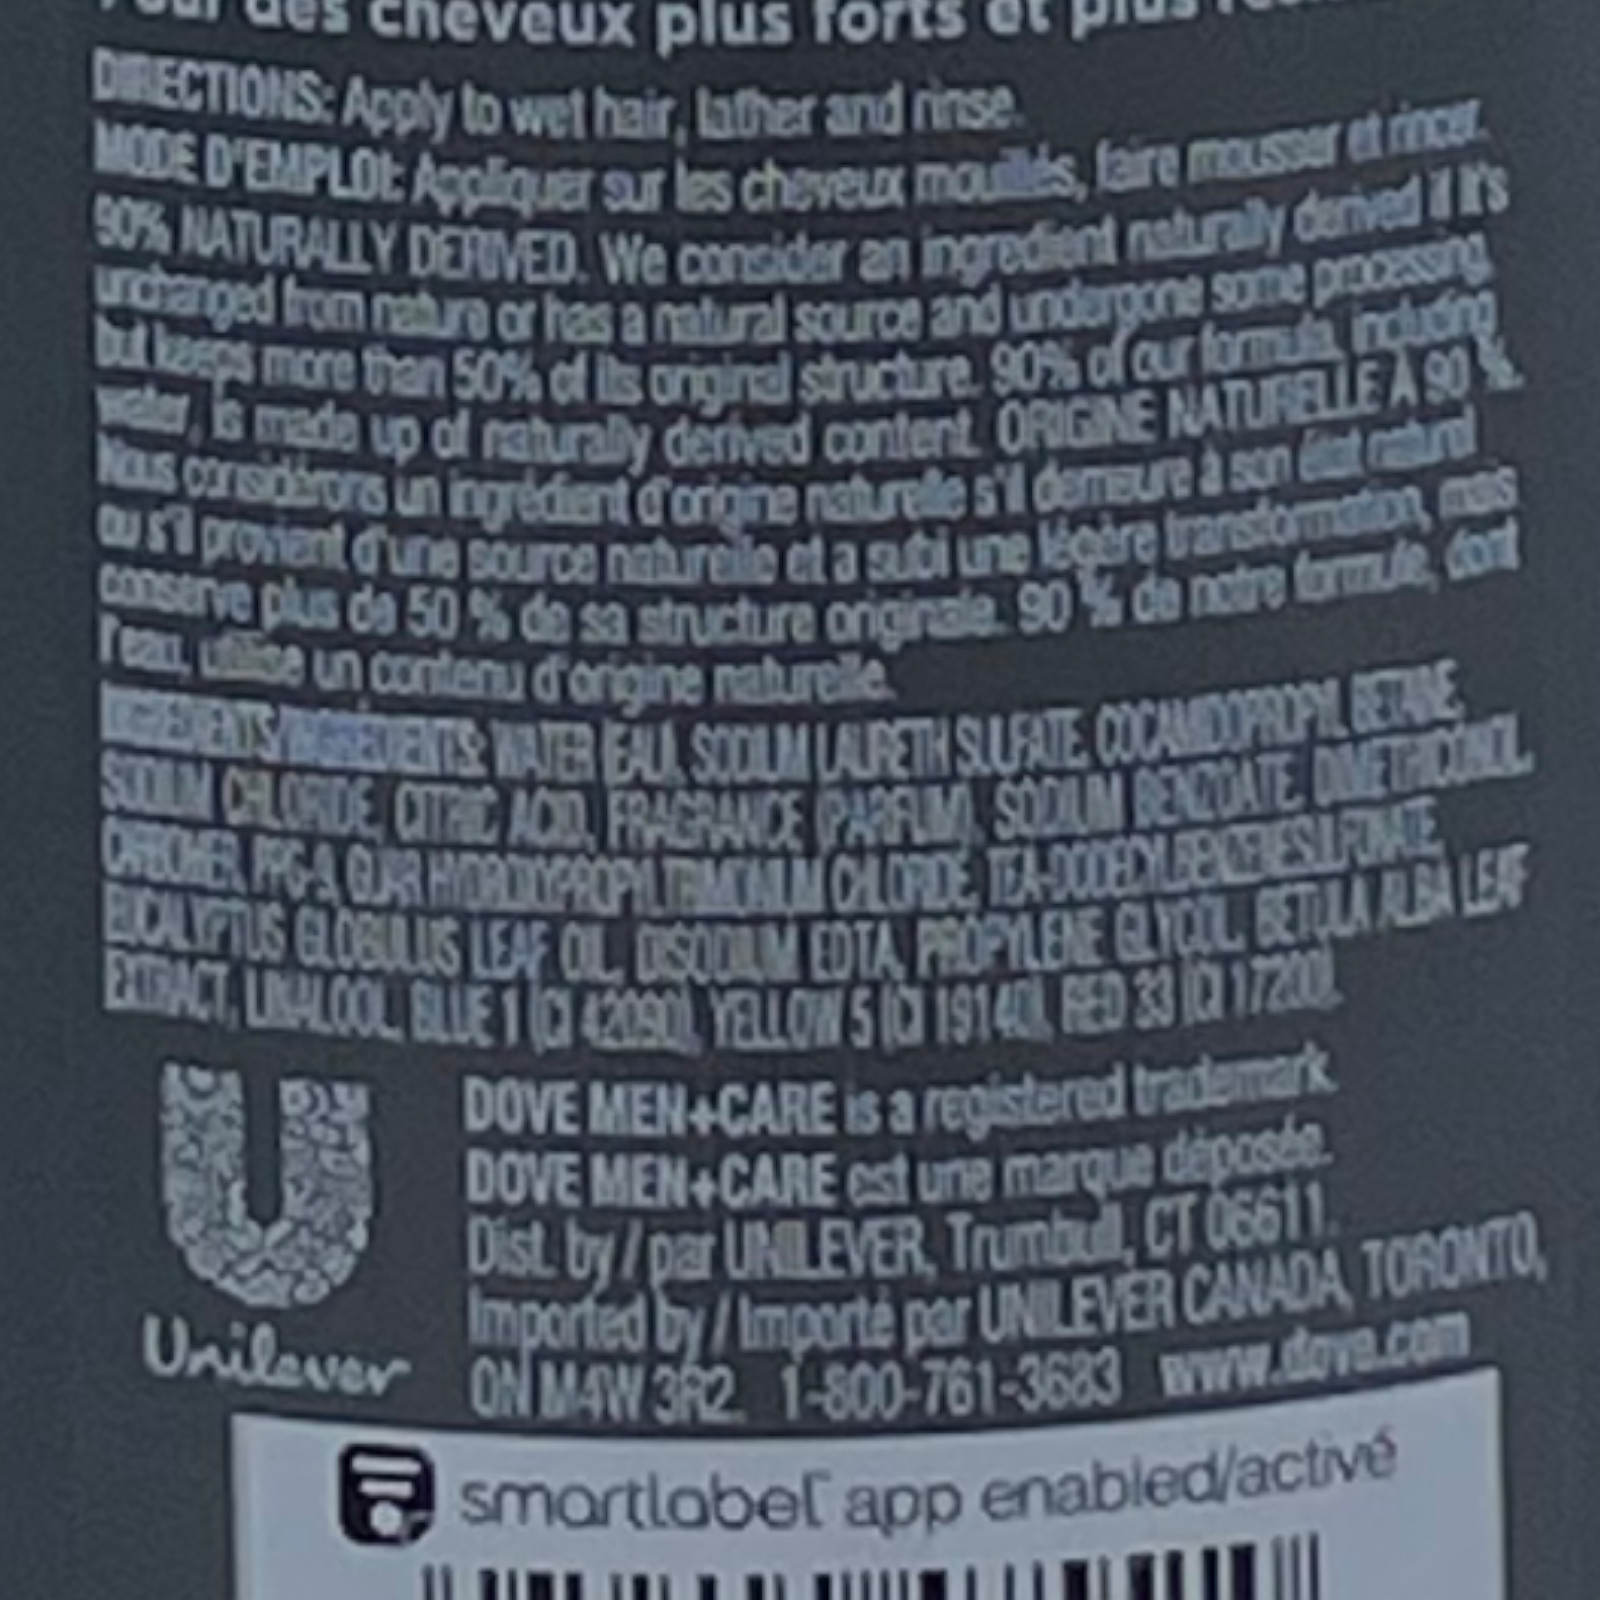 Pour des cheveux plus forts et plus
DIRECTIONS: Apply to wet hair, lather and rinse.
MODE D'EMPLOI: Appliquer sur les cheveux mouillés, faire mousser et rincer.
90% NATURALLY DERIVED. We consider an ingredient naturally derived if it's
unchanged from nature or has a natural source and undergone some processing,
but keeps more than 50% of its original structure. 90% of our formula, including
water, is made up of naturally derived content. ORIGINE NATURELLE À 90 %.
Nous considérons un ingrédient d'origine naturelle s'il demeure à son état naturel
ou s'il provient d'une source naturelle et a subi une légère transformation, mais
conserve plus de 50 % de sa structure originale. 90 % de notre formule, dont
l'eau, utilise un contenu d'origine naturelle.
INGREDIENTS/INGRÉDIENTS: WATER (EAU), SODIUM LAURETH SULFATE, COCAMIDOPROPYL BETAINE,
SODIUM CHLORIDE, CITRIC ACID, FRAGRANCE (PARFUM), SODIUM BENZOATE, DIMETHICONOL,
CARBOMER, PPG-9, GUAR HYDROXYPROPYLTRIMONIUM CHLORIDE, TEA-DODECYLBENZENESULFONATE,
EUCALYPTUS GLOBULUS LEAF OIL, DISODIUM EDTA, PROPYLENE GLYCOL, BETULA ALBA LEAF
EXTRACT, LINALOOL, BLUE 1 (CI 42090), YELLOW 5 (CI 19140), RED 33 (CI 17200).
DOVE MEN+CARE is a registered trademark.
DOVE MEN+CARE est une marque déposée.
Dist. by / par UNILEVER, Trumbull, CT 06611.
Imported by / Importé par UNILEVER CANADA, TORONTO,
ON M4W 3R2. 1-800-761-3683 www.dove.com
Unilever
smartlabel™ app enabled/activé